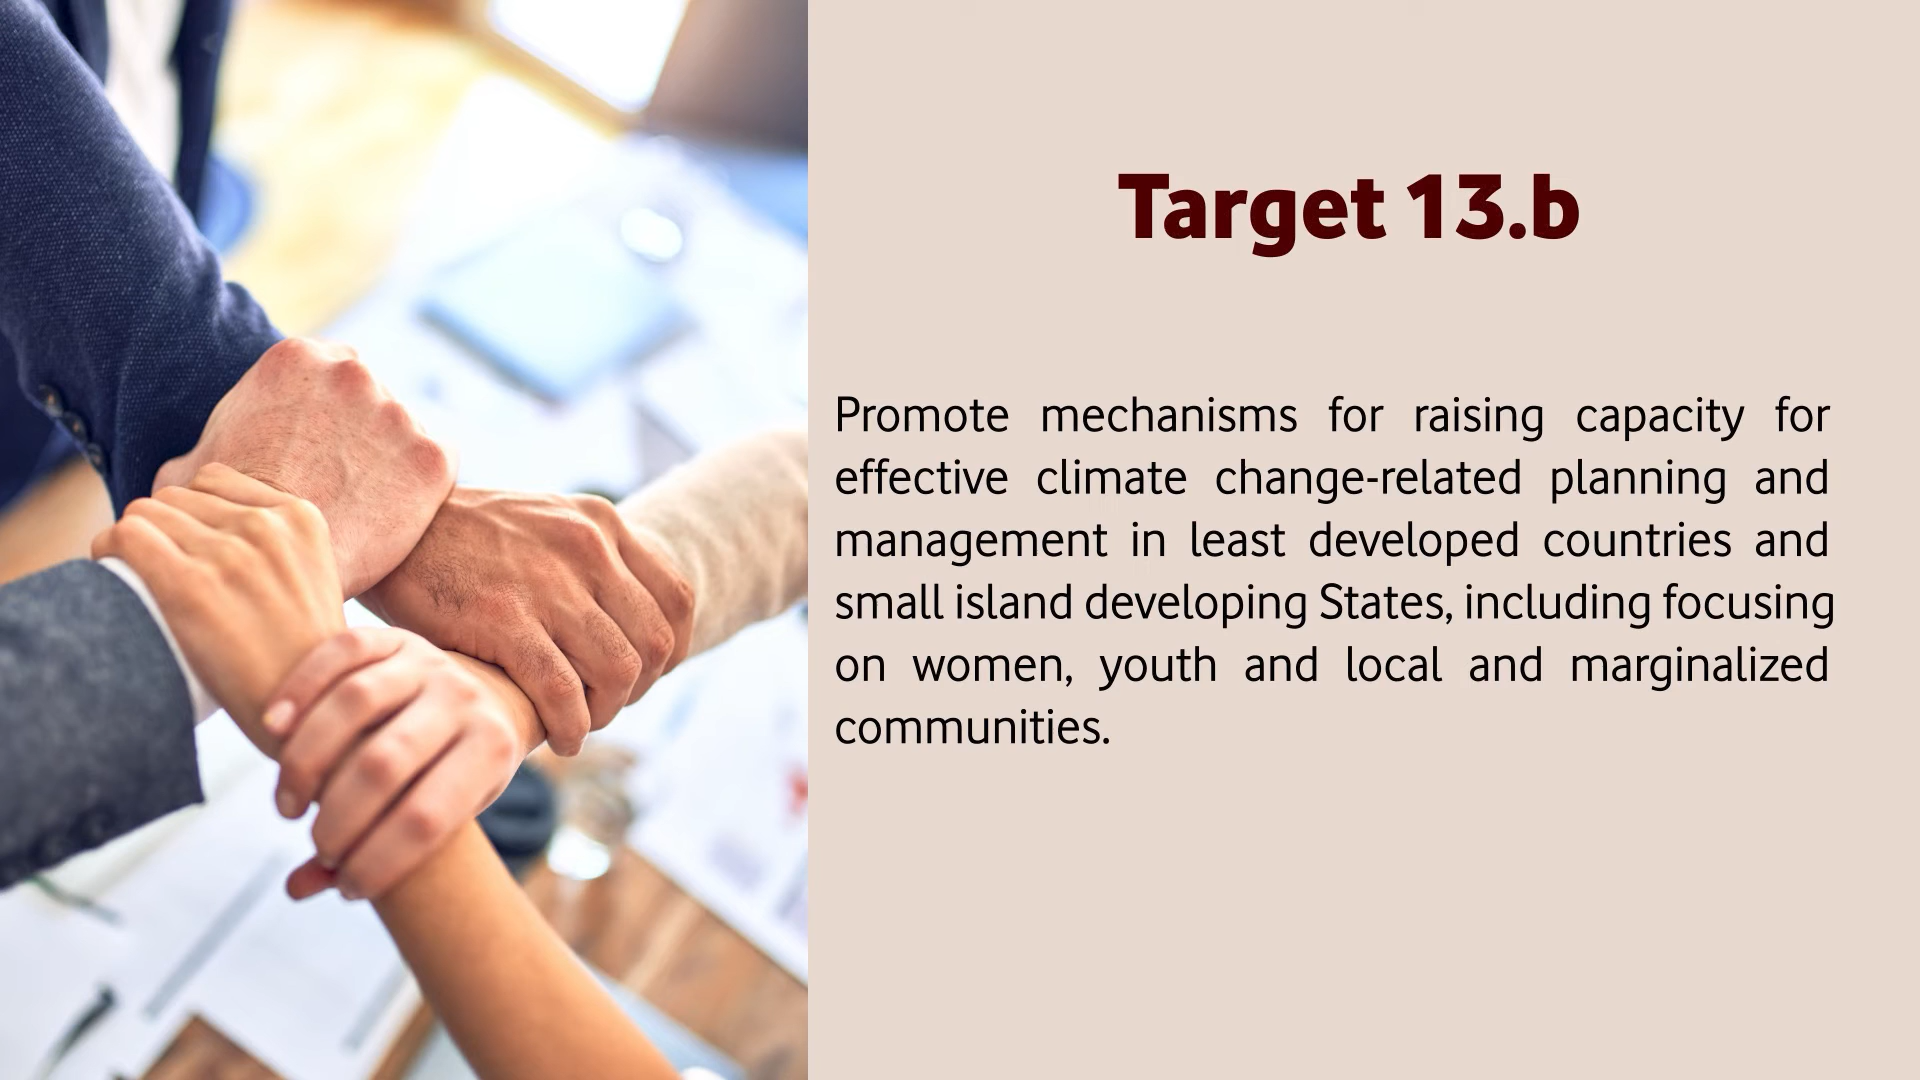 Target 13.b
Promote mechanisms for raising capacity for
effective climate change-related planning and
management in least developed countries and
small island developing States, including focusing
on women, youth and local and marginalized
communities.